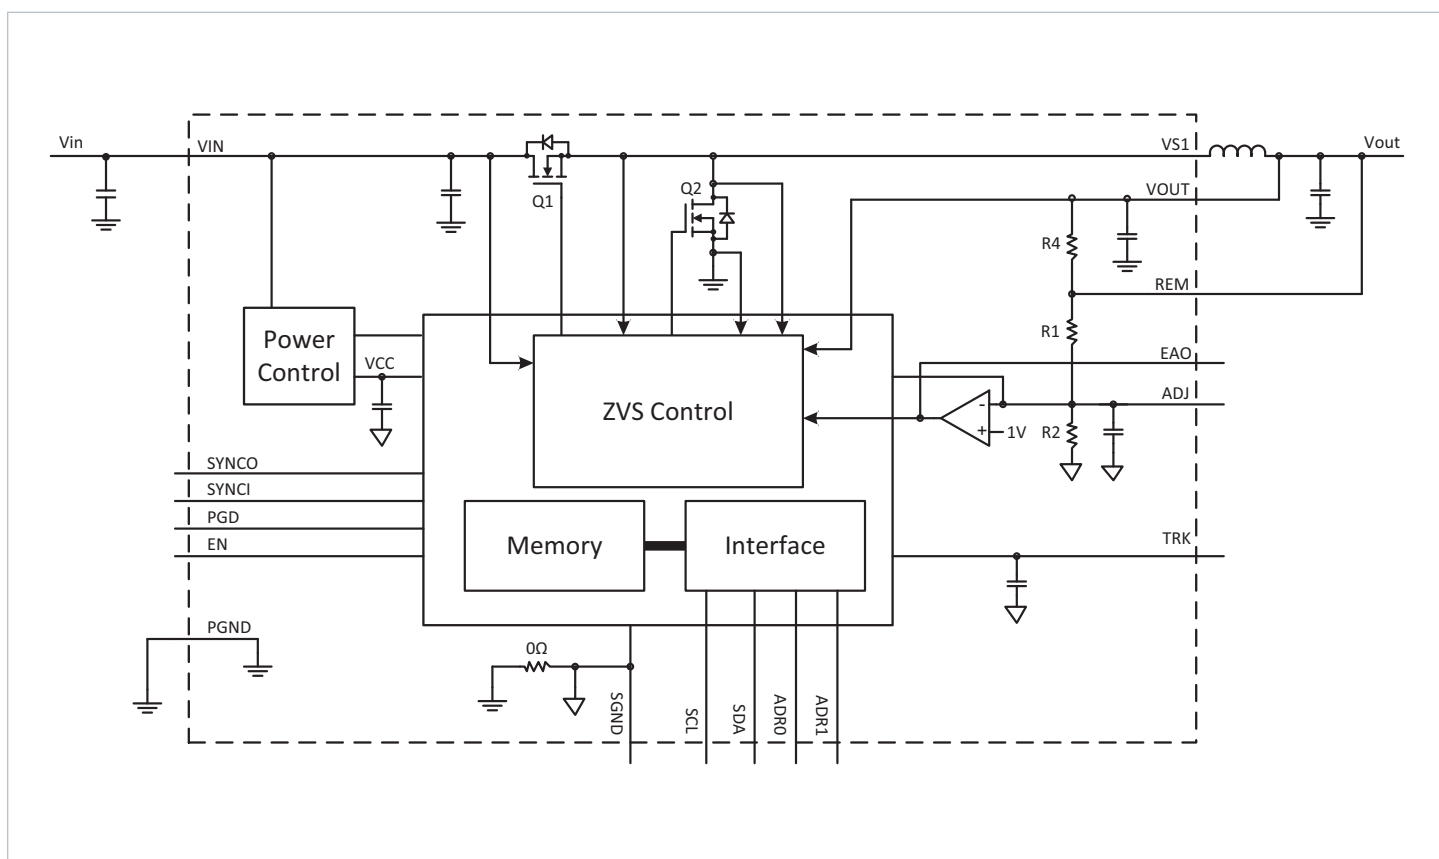 Vin
VIN
VS1
Vout
Q1
Q2
VOUT
R4
REM
R1
Power
Control
VCC
EAO
ZVS Control
-
ADJ
+
1V
R2
SYNCO
SYNCI
PGD
EN
Memory
Interface
TRK
PGND
0Ω
SGND
SCL
SDA
ADR0
ADR1